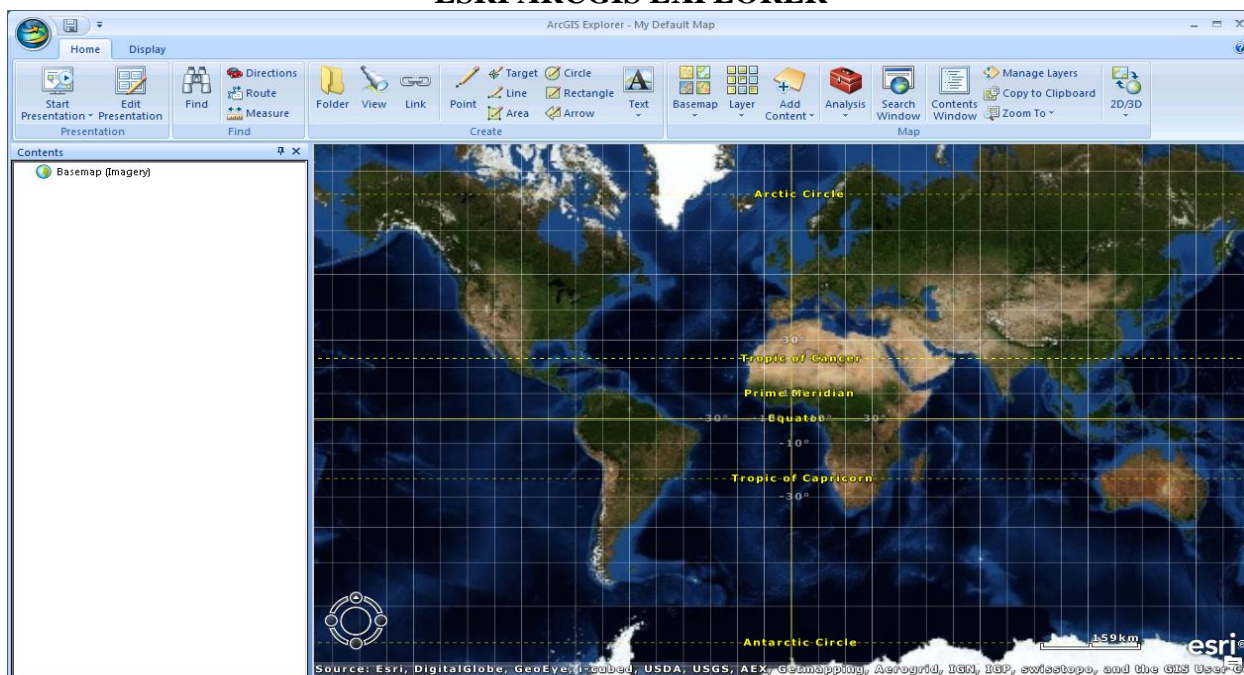 ESRI ARCGIS EXPLORER
ArcGIS Explorer - My Default Map
Home Display
Start Presentation
Edit Presentation
Presentation
Find
Directions
Route
Measure
Find
Folder
View
Link
Point
Target
Line
Area
Circle
Rectangle
Arrow
Text
Create
Basemap
Layer
Add Content
Analysis
Search Window
Contents Window
Manage Layers
Copy to Clipboard
Zoom To
2D/3D
Map
Contents
Basemap (Imagery)
Arctic Circle
30°
Tropic of Cancer
Prime Meridian
-30° Equator 30°
-10°
Tropic of Capricorn
-30°
Antarctic Circle
159km
esri
Source: Esri, DigitalGlobe, GeoEye, i-cubed, USDA, USGS, AEX, Getmapping, Aerogrid, IGN, IGP, swisstopo, and the GIS User